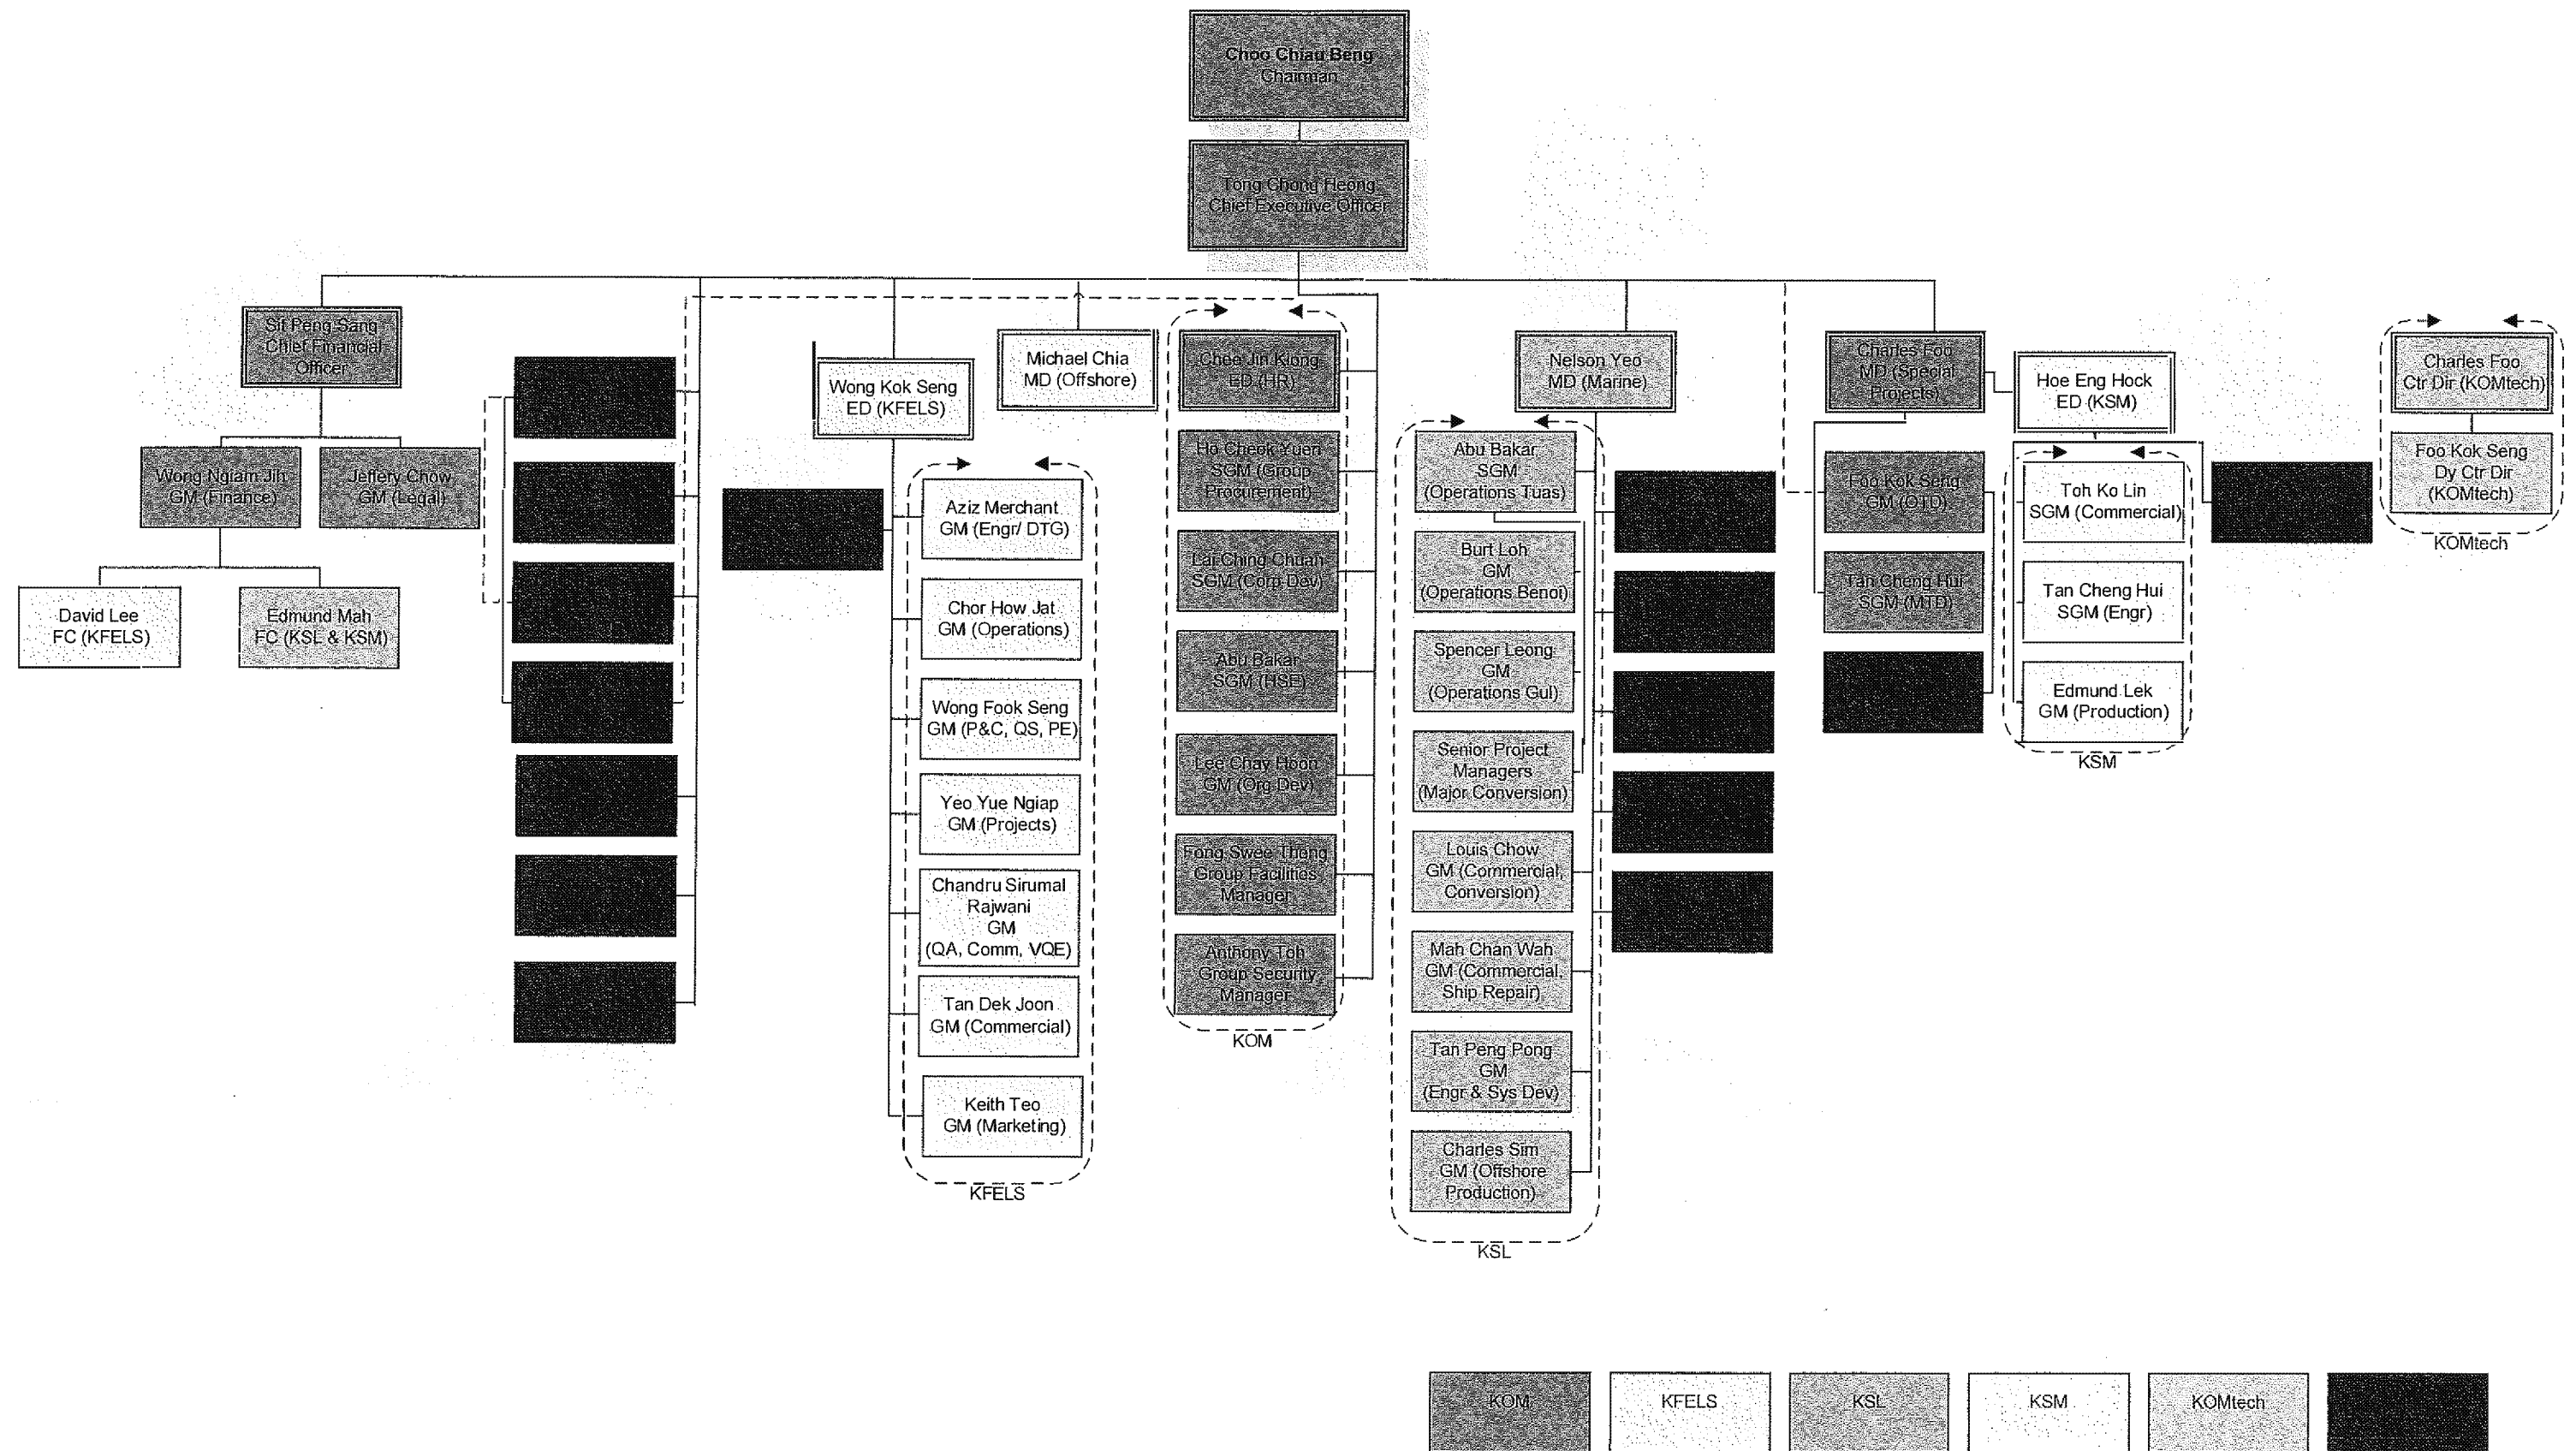 Choo Chiau Beng
Chairman
Tong Chong Heong
Chief Executive Officer
Sit Peng Sang
Chief Financial
Officer
Wong Ngiam Jih
GM (Finance)
Jeffery Chow
GM (Legal)
David Lee
FC (KFELS)
Edmund Mah
FC (KSL & KSM)
Wong Kok Seng
ED (KFELS)
Aziz Merchant
GM (Engr/ DTG)
Chor How Jat
GM (Operations)
Wong Fook Seng
GM (P&C, QS, PE)
Yeo Yue Ngiap
GM (Projects)
Chandru Sirumal
Rajwani
GM
(QA, Comm, VQE)
Tan Dek Joon
GM (Commercial)
Keith Teo
GM (Marketing)
KFELS
Michael Chia
MD (Offshore)
Chee Jin Kiong
ED (HR)
Ho Cheok Yuen
SGM (Group
Procurement)
Lai Ching Chuan
SGM (Corp Dev)
Abu Bakar
SGM (HSE)
Lee Chay Hoon
GM (Org Dev)
Fong Swee Thong
Group Facilities
Manager
Anthony Toh
Group Security
Manager
KOM
Nelson Yeo
MD (Marine)
Abu Bakar
SGM
(Operations Tuas)
Burt Loh
GM
(Operations Benoi)
Spencer Leong
GM
(Operations Gul)
Senior Project
Managers
(Major Conversion)
Louis Chow
GM (Commercial,
Conversion)
Mah Chan Wah
GM (Commercial,
Ship Repair)
Tan Peng Pong
GM
(Engr & Sys Dev)
Charles Sim
GM (Offshore
Production)
KSL
Charles Foo
MD (Special
Projects)
Foo Kok Seng
GM (OTD)
Tan Cheng Hui
SGM (MTD)
Hoe Eng Hock
ED (KSM)
Toh Ko Lin
SGM (Commercial)
Tan Cheng Hui
SGM (Engr)
Edmund Lek
GM (Production)
KSM
Charles Foo
Ctr Dir (KOMtech)
Foo Kok Seng
Dy Ctr Dir
(KOMtech)
KOMtech
KOM
KFELS
KSL
KSM
KOMtech